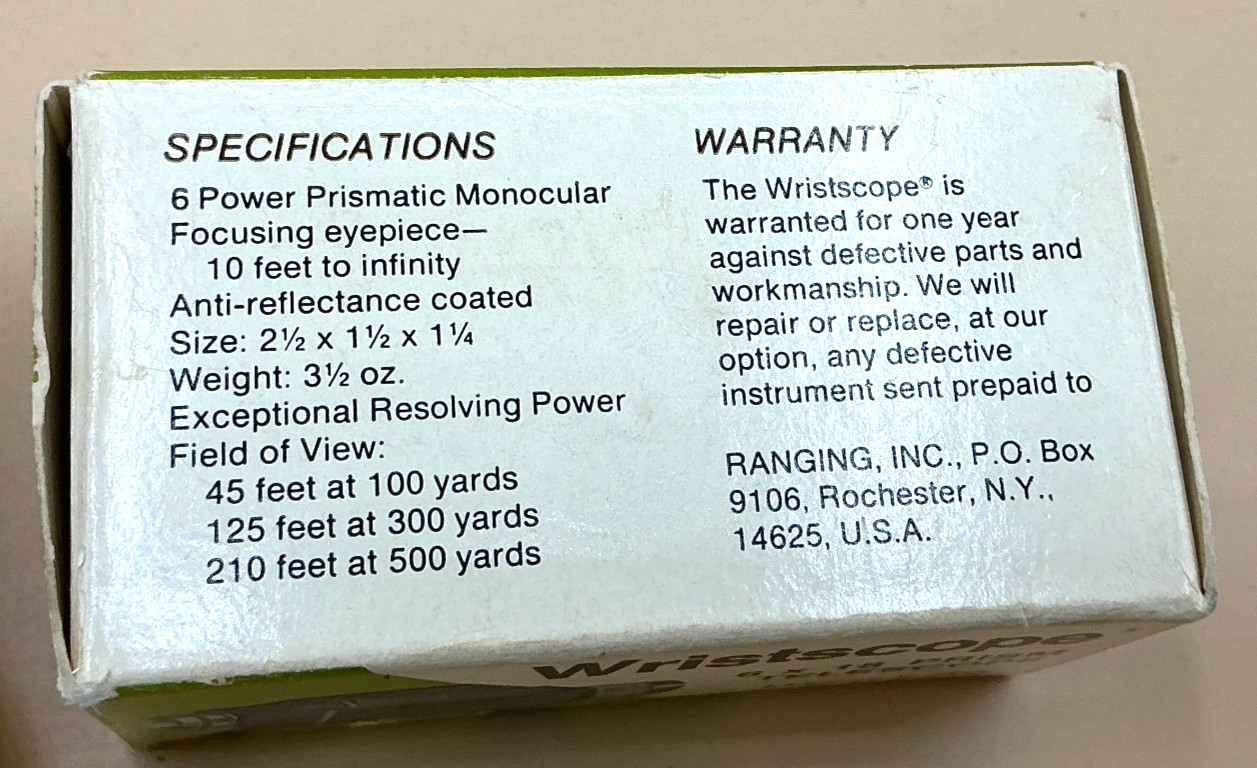 SPECIFICATIONS
6 Power Prismatic Monocular
Focusing eyepiece—
10 feet to infinity
Anti-reflectance coated
Size: 2½ x 1½ x 1¼
Weight: 3½ oz.
Exceptional Resolving Power
Field of View:
45 feet at 100 yards
125 feet at 300 yards
210 feet at 500 yards
WARRANTY
The Wristscope® is
warranted for one year
against defective parts and
workmanship. We will
repair or replace, at our
option, any defective
instrument sent prepaid to
RANGING, INC., P.O. Box
9106, Rochester, N.Y.,
14625, U.S.A.
Wristscope
6 x 18 PRISM